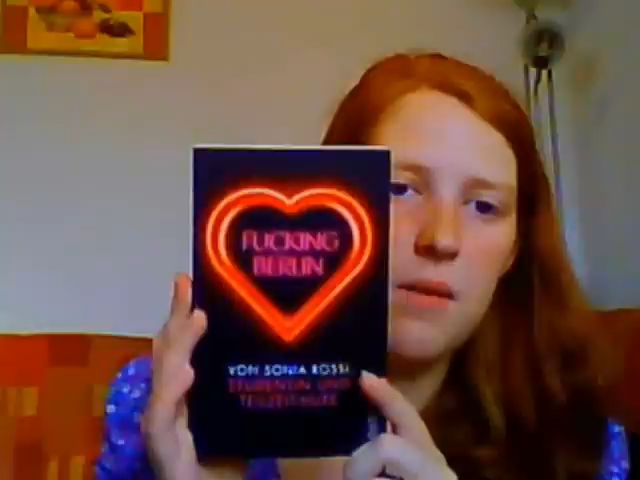 FUCKING
BERLIN
VON SONIA ROSSI
STUDENTIN UND
TEILZEITHURE